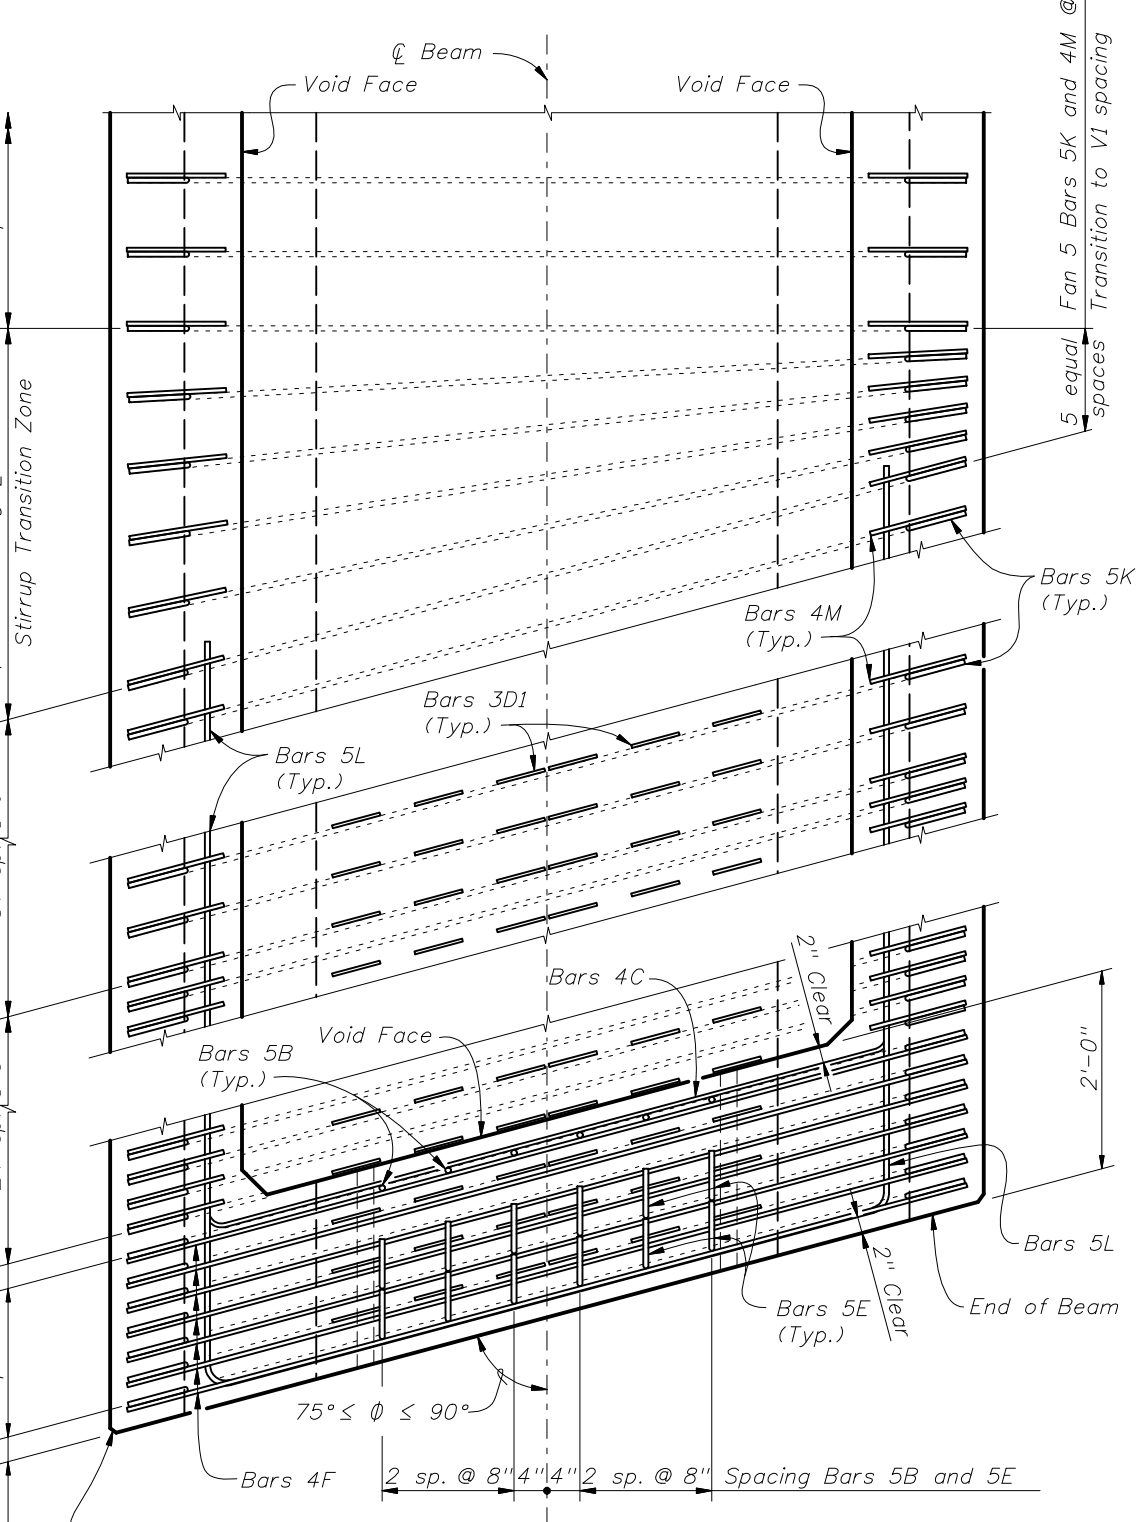 ℄ Beam
Void Face
Void Face
Fan 5 Bars 5K and 4M @
Transition to V1 spacing
5 equal
spaces
Stirrup Transition Zone
Bars 5K
(Typ.)
Bars 4M
(Typ.)
Bars 3D1
(Typ.)
Bars 5L
(Typ.)
2" Clear
Bars 4C
Void Face
Bars 5B
(Typ.)
2'-0"
Bars 5L
2" Clear
Bars 5E
(Typ.)
End of Beam
75° ≤ ϕ ≤ 90°
Bars 4F
2 sp. @ 8" 4" 4" 2 sp. @ 8" Spacing Bars 5B and 5E